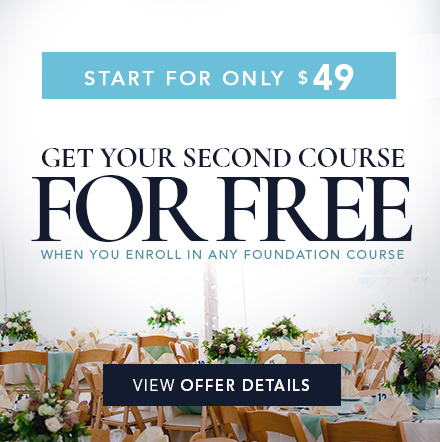 START FOR ONLY $49
GET YOUR SECOND COURSE
FOR FREE
WHEN YOU ENROLL IN ANY FOUNDATION COURSE
VIEW OFFER DETAILS